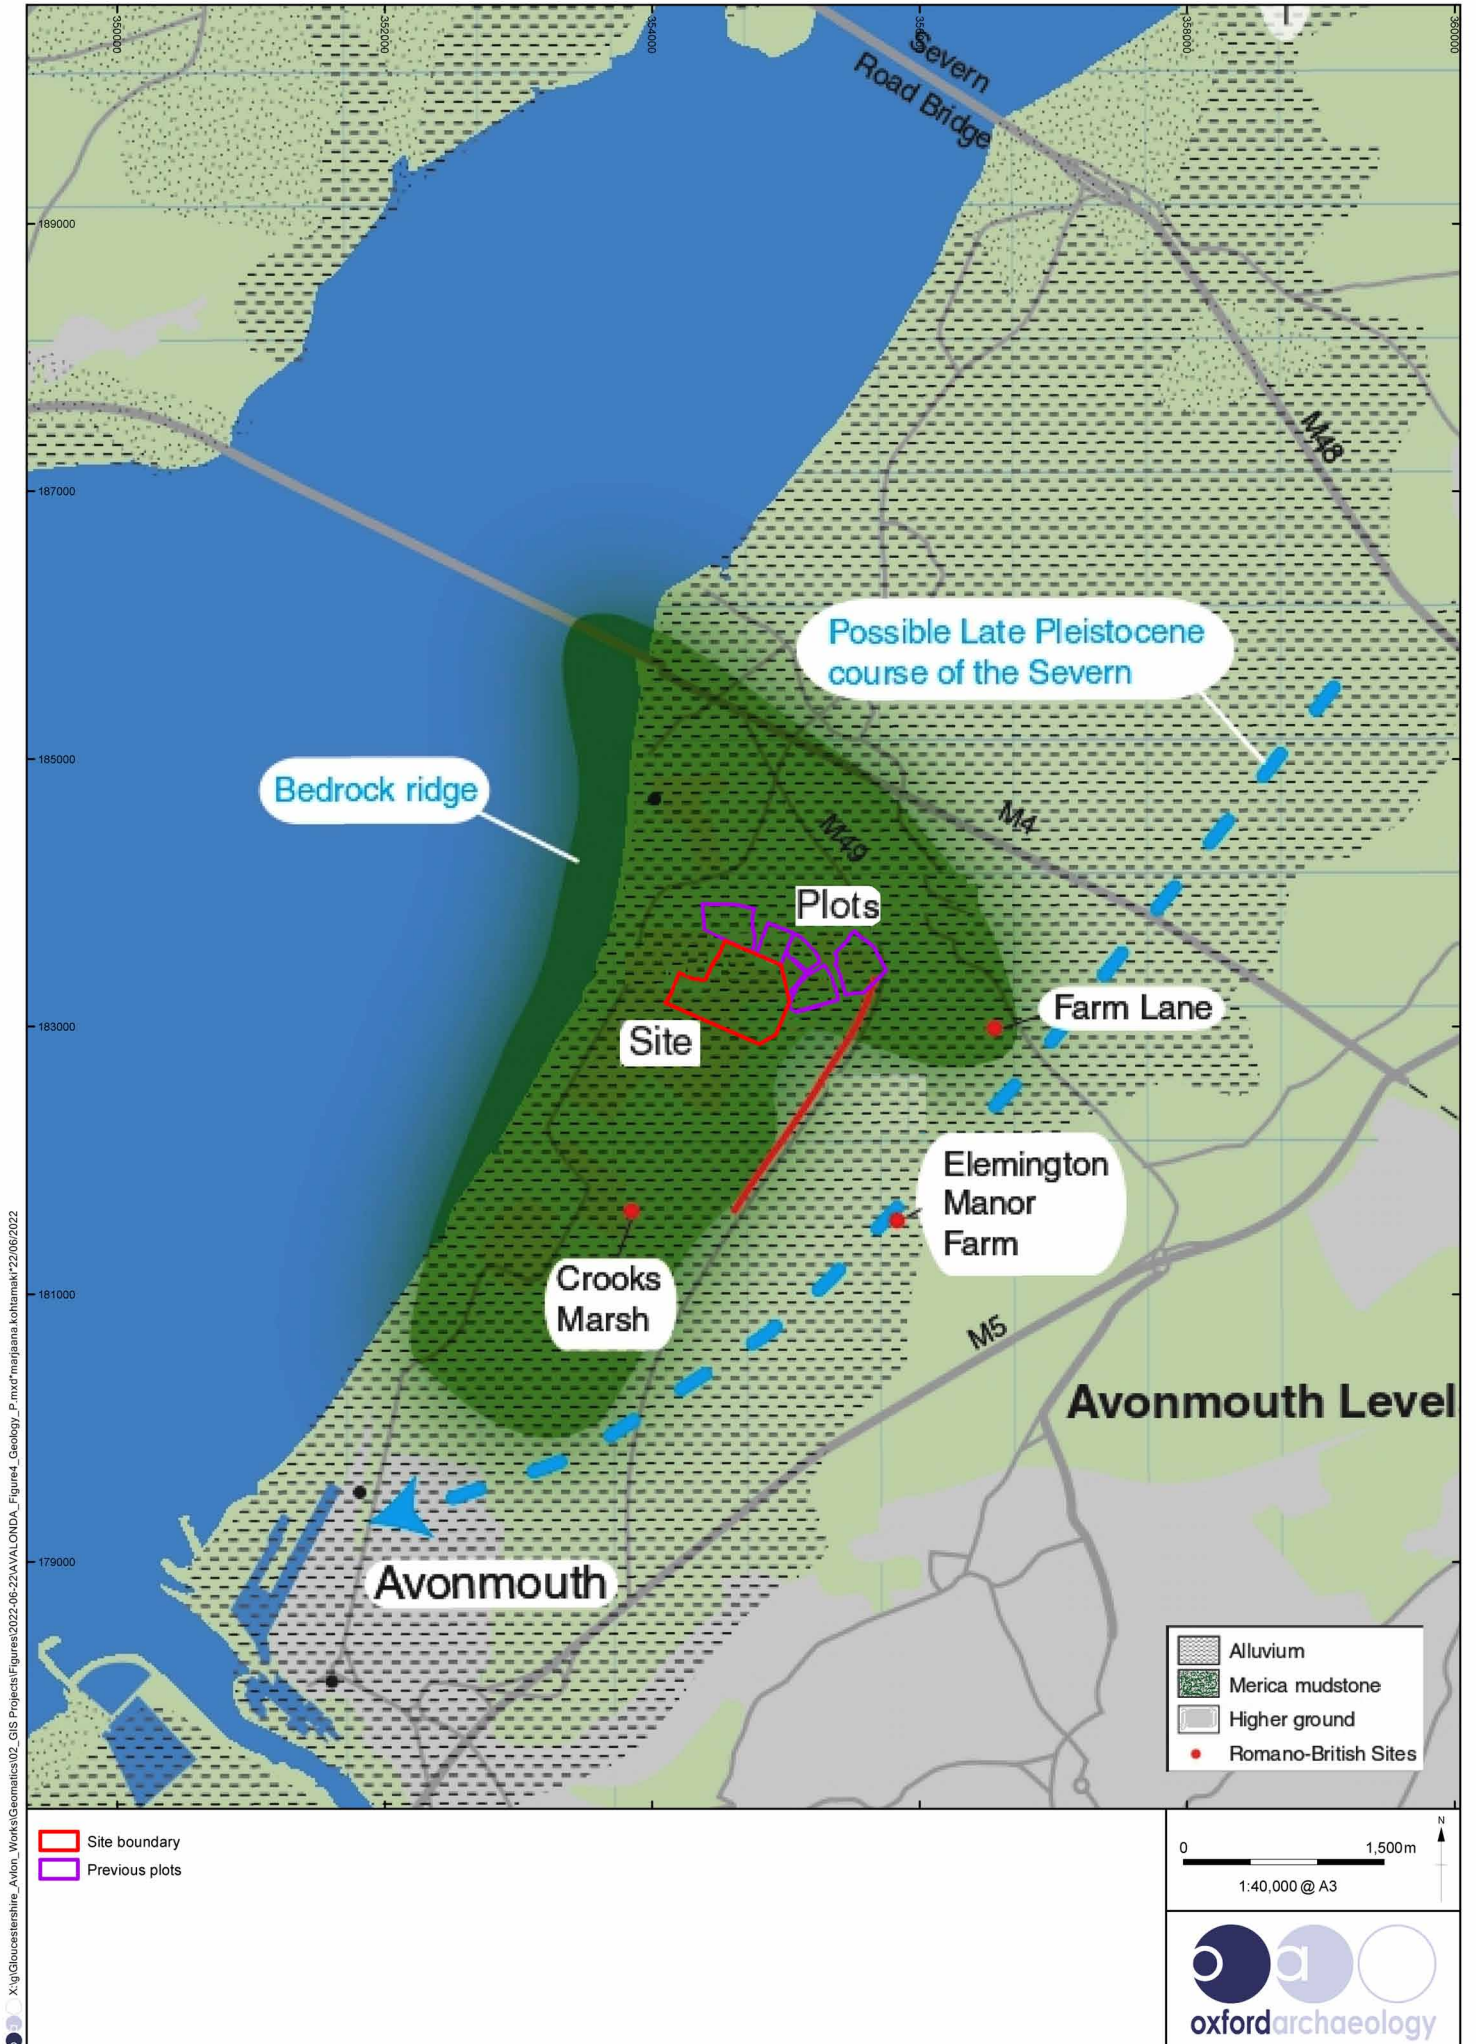 350000
352000
354000
358000
360000
Severn
Road Bridge
189000
187000
M48
Possible Late Pleistocene
course of the Severn
185000
Bedrock ridge
M4
M49
Plots
Farm Lane
183000
Site
Elemington
Manor
Farm
Crooks
Marsh
181000
M5
Avonmouth Level
179000
Avonmouth
Alluvium
Merica mudstone
Higher ground
Romano-British Sites
Site boundary
Previous plots
N
0 1,500m
1:40,000 @ A3
oxfordarchaeology
X:\g\Gloucestershire_Avlon_Works\Geomatics\02_GIS Projects\Figures\2022-06-22\AVALONDA_Figure4_Geology_P.mxd*marjaana.kohtamaki*22/06/2022